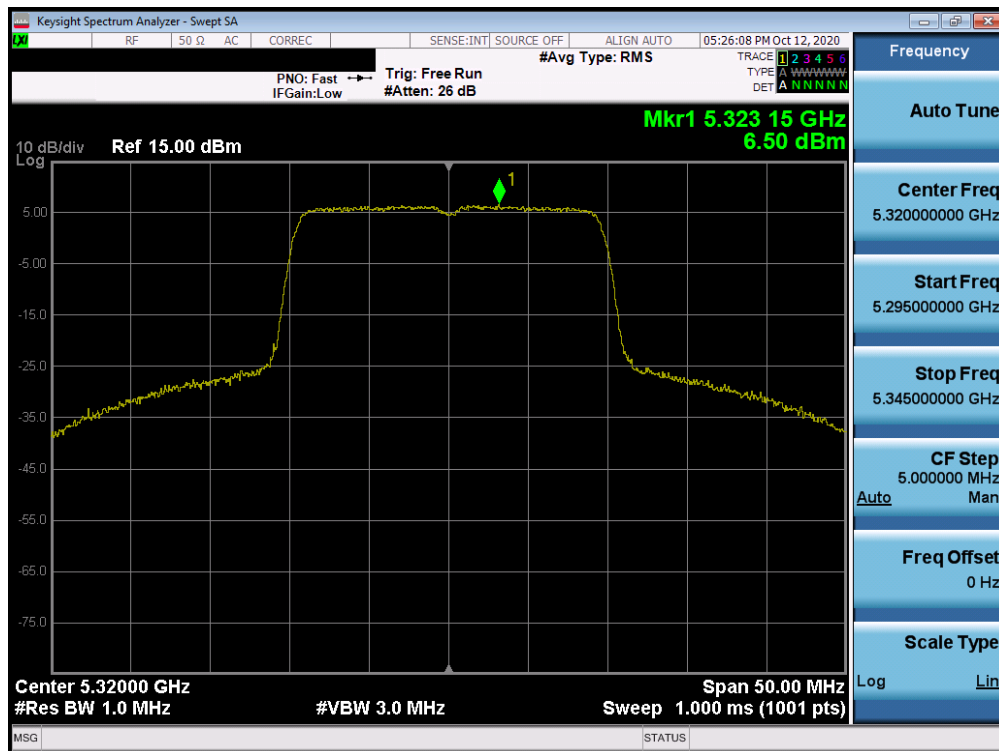 Keysight Spectrum Analyzer - Swept SA
LXI RF 50 Ω AC CORREC SENSE:INT SOURCE OFF ALIGN AUTO 05:26:08 PM Oct 12, 2020
PNO: Fast
IFGain:Low
Trig: Free Run
#Atten: 26 dB
#Avg Type: RMS
TRACE 1 2 3 4 5 6
TYPE A WWWWW
DET A N N N N N
Mkr1 5.323 15 GHz
6.50 dBm
10 dB/div Ref 15.00 dBm
Log
1
5.00
-5.00
-15.0
-25.0
-35.0
-45.0
-55.0
-65.0
-75.0
Center 5.32000 GHz Span 50.00 MHz
#Res BW 1.0 MHz #VBW 3.0 MHz Sweep 1.000 ms (1001 pts)
MSG STATUS
Frequency
Auto Tune
Center Freq
5.320000000 GHz
Start Freq
5.295000000 GHz
Stop Freq
5.345000000 GHz
CF Step
5.000000 MHz
Auto Man
Freq Offset
0 Hz
Scale Type
Log Lin